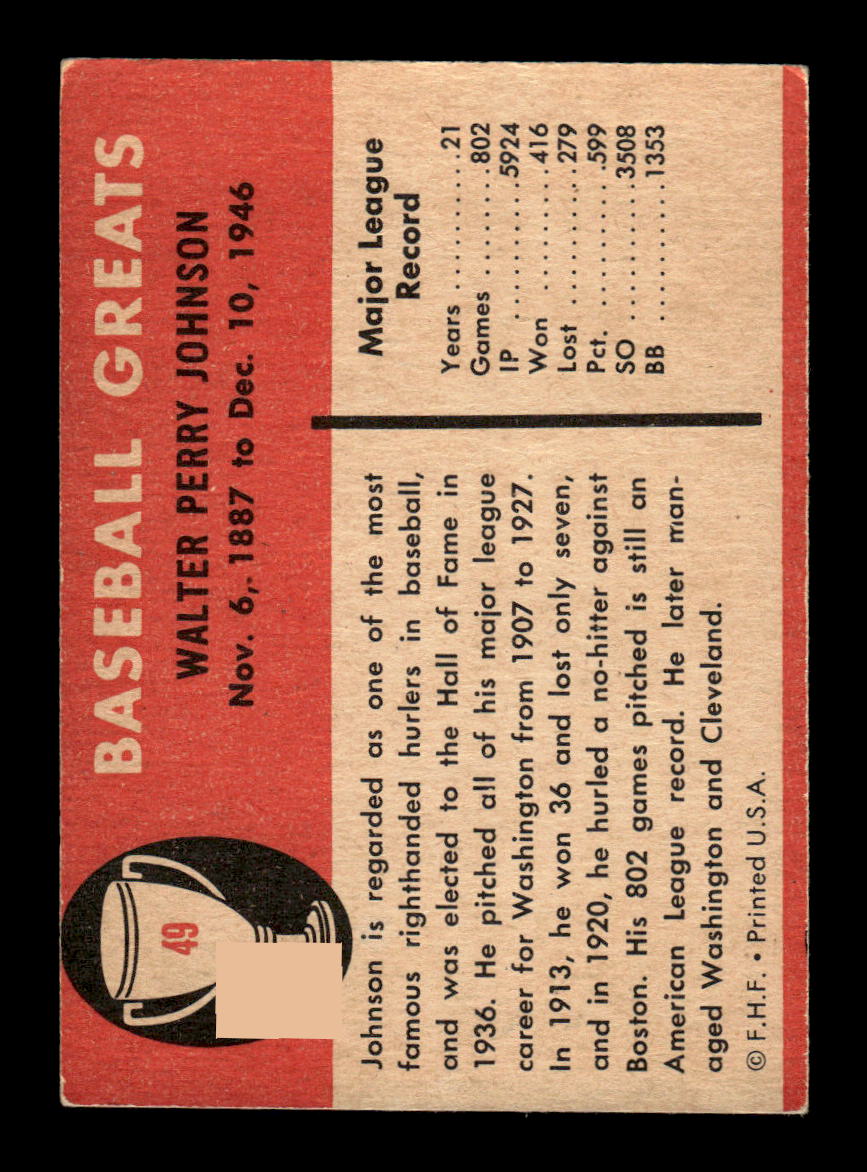 49
BASEBALL GREATS
WALTER PERRY JOHNSON
Nov. 6, 1887 to Dec. 10, 1946
Johnson is regarded as one of the most
famous righthanded hurlers in baseball,
and was elected to the Hall of Fame in
1936. He pitched all of his major league
career for Washington from 1907 to 1927.
In 1913, he won 36 and lost only seven,
and in 1920, he hurled a no-hitter against
Boston. His 802 games pitched is still an
American League record. He later man-
aged Washington and Cleveland.
© F.H.F. • Printed U.S.A.
Major League
Record
Years . . . . . . . . . .21
Games . . . . . . . .802
IP . . . . . . . . . . .5924
Won . . . . . . . . . .416
Lost . . . . . . . . . .279
Pct. . . . . . . . . . .599
SO . . . . . . . . . .3508
BB . . . . . . . . . .1353